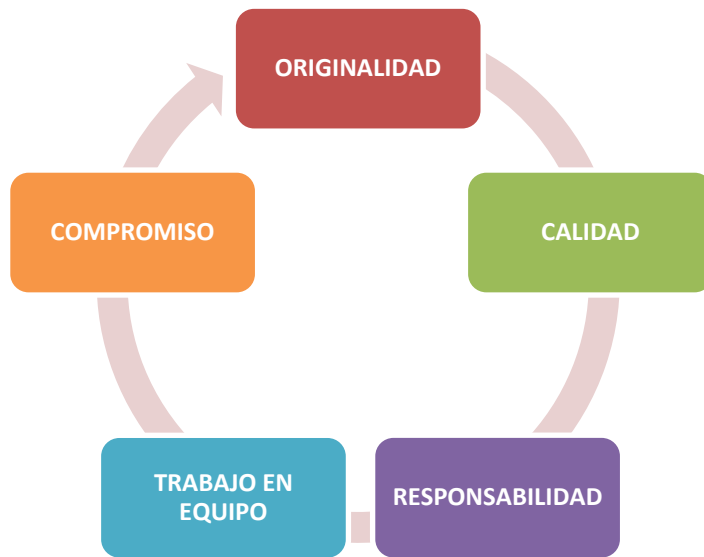 ORIGINALIDAD
CALIDAD
RESPONSABILIDAD
TRABAJO EN
EQUIPO
COMPROMISO